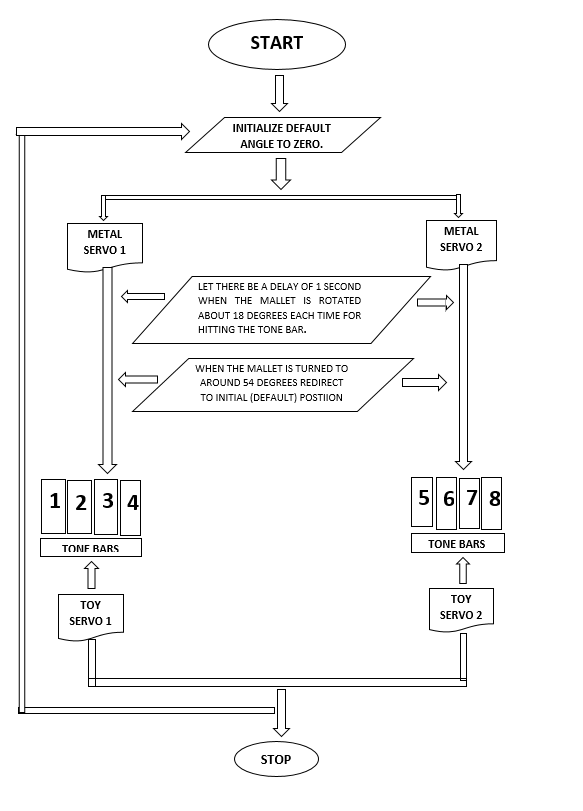 START
INITIALIZE DEFAULT
ANGLE TO ZERO.
METAL
SERVO 1
METAL
SERVO 2
LET THERE BE A DELAY OF 1 SECOND
WHEN THE MALLET IS ROTATED
ABOUT 18 DEGREES EACH TIME FOR
HITTING THE TONE BAR.
WHEN THE MALLET IS TURNED TO
AROUND 54 DEGREES REDIRECT
TO INITIAL (DEFAULT) POSTIION
1 2 3 4
TONE BARS
5 6 7 8
TONE BARS
TOY
SERVO 1
TOY
SERVO 2
STOP